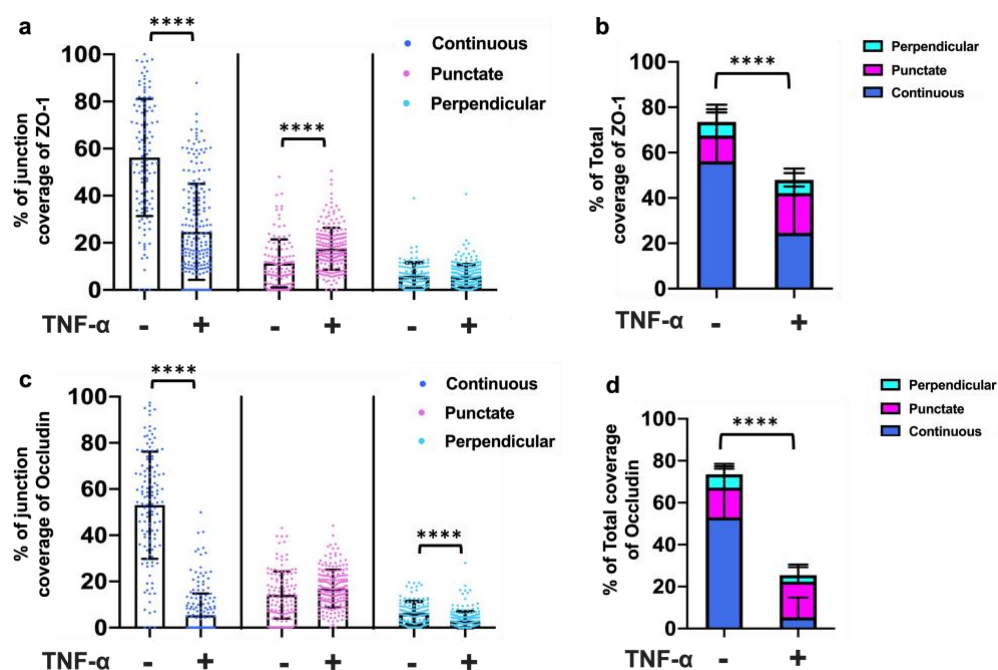 a
****
% of junction
coverage of ZO-1
100
80
60
40
20
0
****
Continuous
Punctate
Perpendicular
TNF-α - + - + - +
b
****
% of Total
coverage of ZO-1
100
80
60
40
20
0
Perpendicular
Punctate
Continuous
TNF-α - +
c
****
% of junction
coverage of Occludin
100
80
60
40
20
0
****
Continuous
Punctate
Perpendicular
TNF-α - + - + - +
d
****
% of Total coverage
of Occludin
100
80
60
40
20
0
Perpendicular
Punctate
Continuous
TNF-α - +